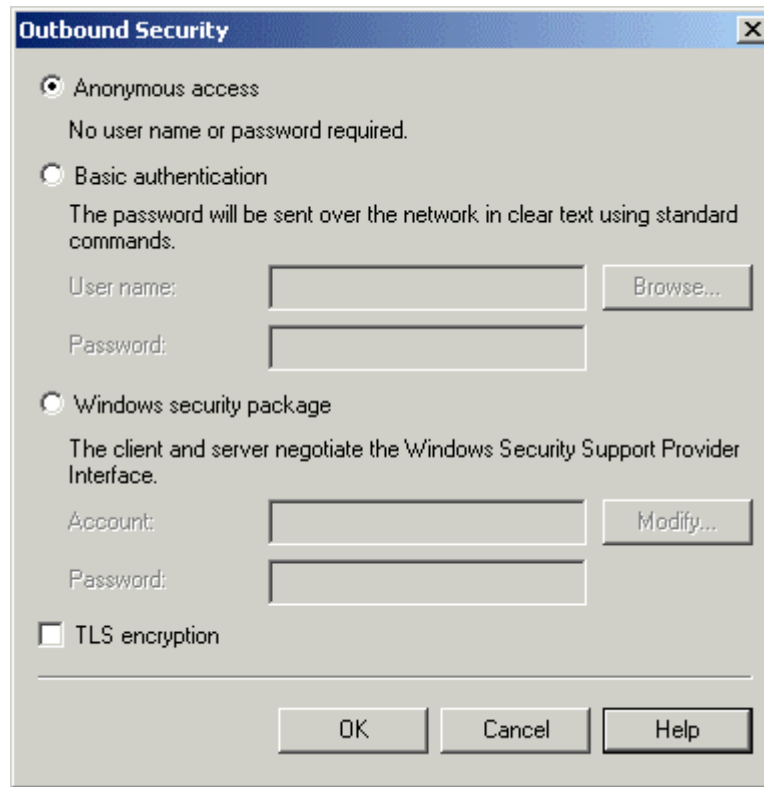 Outbound Security
Anonymous access
No user name or password required.
Basic authentication
The password will be sent over the network in clear text using standard
commands.
User name:
Browse...
Password:
Windows security package
The client and server negotiate the Windows Security Support Provider
Interface.
Account:
Modify...
Password:
TLS encryption
OK
Cancel
Help